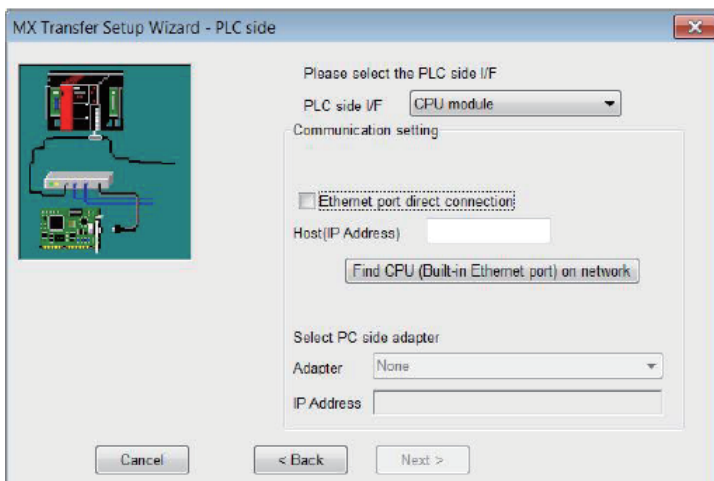 MX Transfer Setup Wizard - PLC side
Please select the PLC side I/F
PLC side I/F CPU module
Communication setting
Ethernet port direct connection
Host(IP Address)
Find CPU (Built-in Ethernet port) on network
Select PC side adapter
Adapter None
IP Address
Cancel < Back Next >